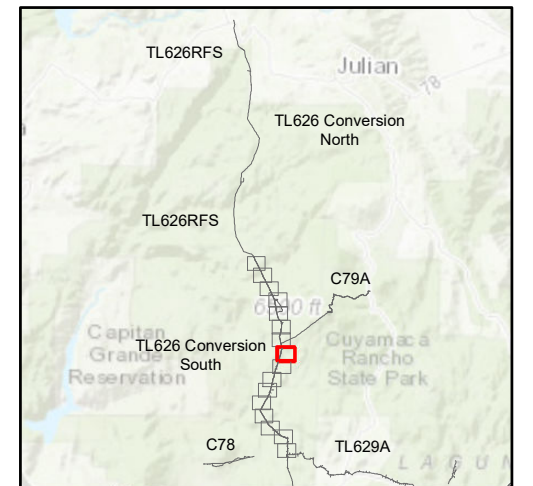 TL626RFS
Julian
78
TL626 Conversion
North
TL626RFS
C79A
Capitan
Grande
Reservation
TL626 Conversion
South
Cuyamaca
Rancho
State Park
C78
TL629A